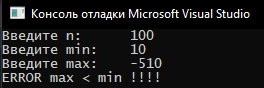 Консоль отладки Microsoft Visual Studio
Введите n: 100
Введите min: 10
Введите max: -510
ERROR max < min !!!!